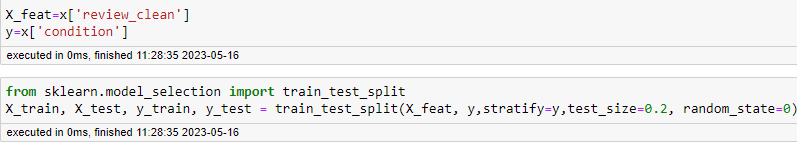 X_feat=x['review_clean']
y=x['condition']
executed in 0ms, finished 11:28:35 2023-05-16
from sklearn.model_selection import train_test_split
X_train, X_test, y_train, y_test = train_test_split(X_feat, y,stratify=y,test_size=0.2, random_state=0)
executed in 0ms, finished 11:28:35 2023-05-16